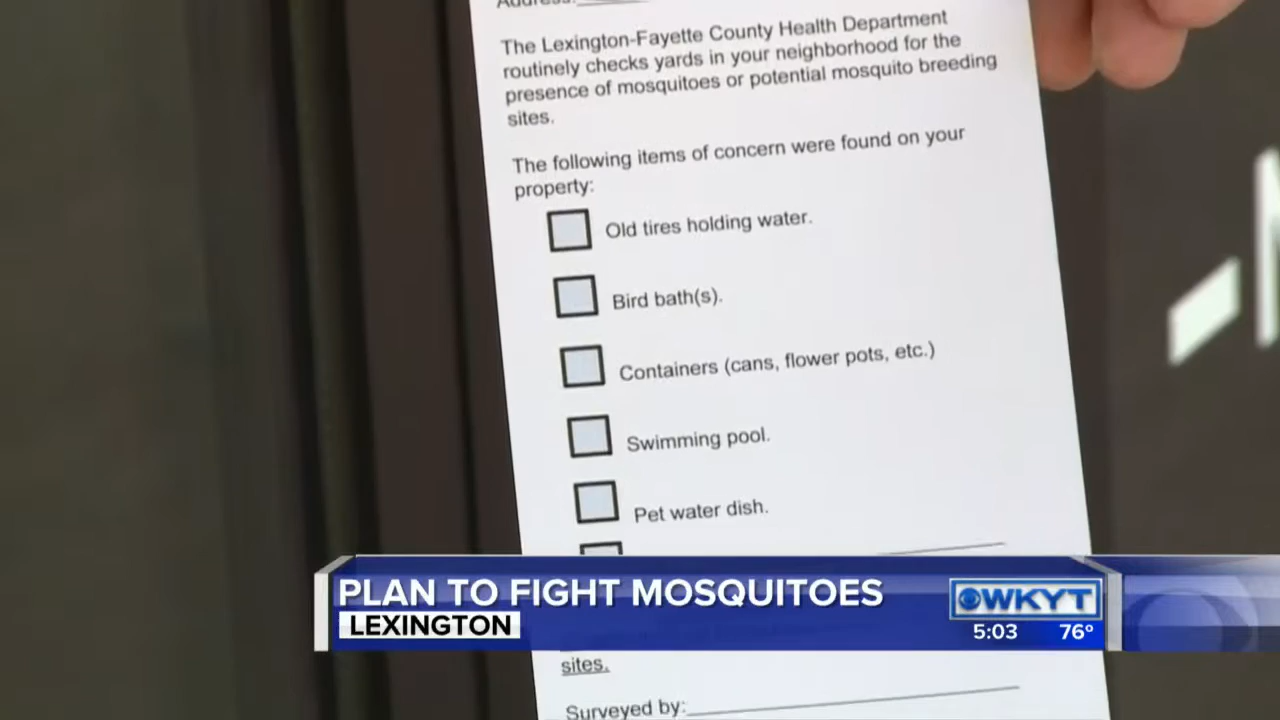 Address:
The Lexington-Fayette County Health Department
routinely checks yards in your neighborhood for the
presence of mosquitoes or potential mosquito breeding
sites.
The following items of concern were found on your
property:
Old tires holding water.
Bird bath(s).
Containers (cans, flower pots, etc.)
Swimming pool.
Pet water dish.
PLAN TO FIGHT MOSQUITOES
LEXINGTON
WKYT
5:03 76°
sites.
Surveyed by: